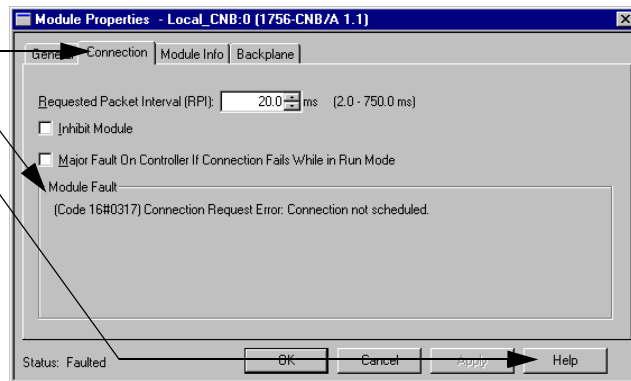 Module Properties - Local_CNB:0 (1756-CNB/A 1.1)
General Connection Module Info Backplane
Requested Packet Interval (RPI): 20.0 ms (2.0 - 750.0 ms)
Inhibit Module
Major Fault On Controller If Connection Fails While in Run Mode
Module Fault
(Code 16#0317) Connection Request Error: Connection not scheduled.
Status: Faulted OK Cancel Apply Help